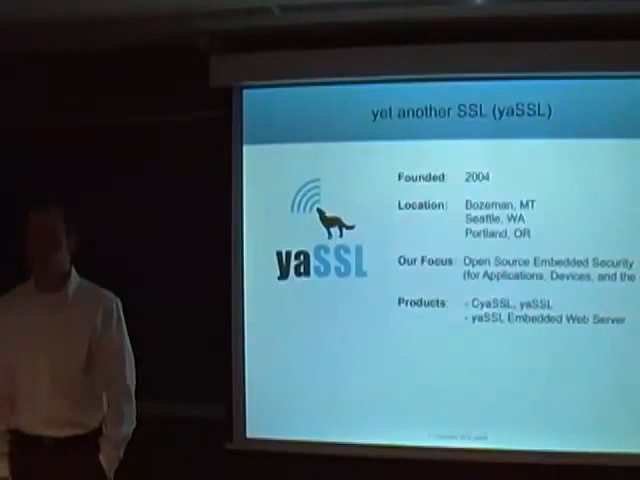 yet another SSL (yaSSL)
Founded: 2004
Location: Bozeman, MT
Seattle, WA
Portland, OR
yaSSL
Our Focus: Open Source Embedded Security
(for Applications, Devices, and the
Products: - CyaSSL, yaSSL
- yaSSL Embedded Web Server